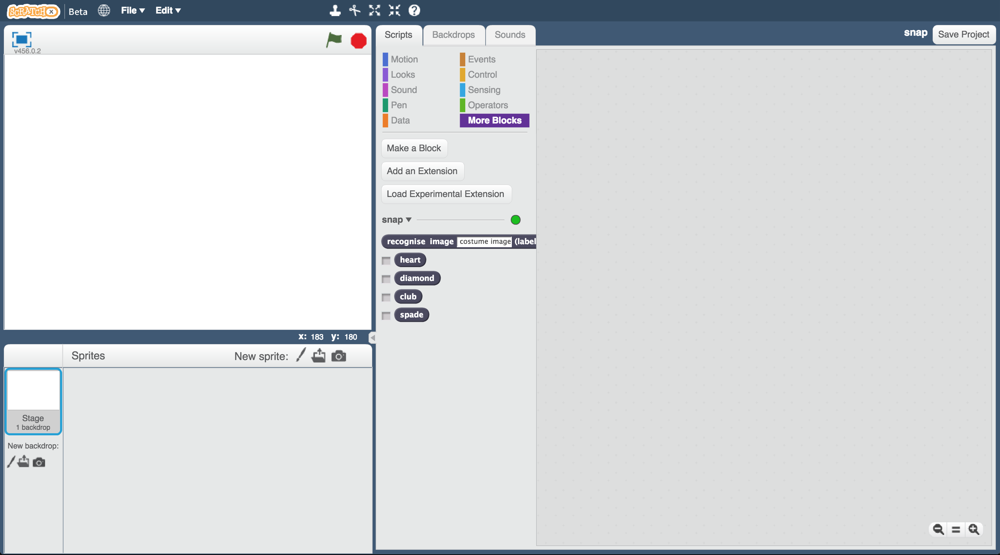 SCRATCHX Beta File Edit
v456.0.2
Scripts Backdrops Sounds
snap Save Project
Motion Events
Looks Control
Sound Sensing
Pen Operators
Data More Blocks
Make a Block
Add an Extension
Load Experimental Extension
snap
recognise image costume image (label
heart
diamond
club
spade
x: 183 y: 180
Sprites New sprite:
Stage
1 backdrop
New backdrop: